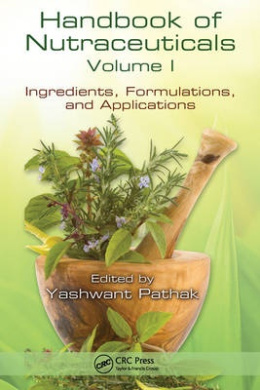 Handbook of
Nutraceuticals
Volume I
Ingredients, Formulations,
and Applications
Edited by
Yashwant Pathak
CRC Press
Taylor & Francis Group